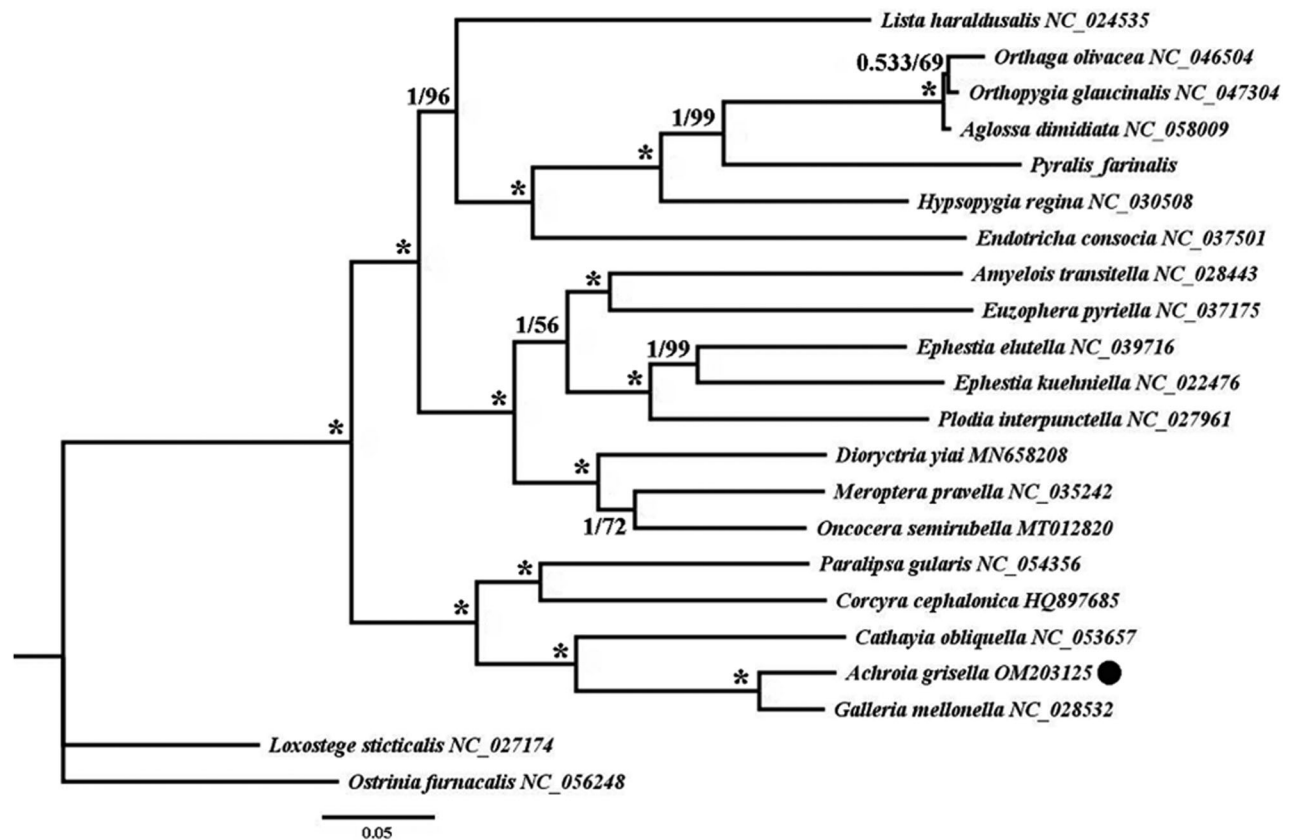 Lista haraldusalis NC_024535
0.533/69
Orthaga olivacea NC_046504
*
Orthopygia glaucinalis NC_047304
1/96
1/99
Aglossa dimidiata NC_058009
*
Pyralis_farinalis
*
Hypsopygia regina NC_030508
*
Endotricha consocia NC_037501
*
Amyelois transitella NC_028443
Euzophera pyriella NC_037175
1/56
1/99
Ephestia elutella NC_039716
*
Ephestia kuehniella NC_022476
*
Plodia interpunctella NC_027961
*
Dioryctria yiai MN658208
*
Meroptera pravella NC_035242
1/72
Oncocera semirubella MT012820
*
Paralipsa gularis NC_054356
*
Corcyra cephalonica HQ897685
*
Cathayia obliquella NC_053657
*
Achroia grisella OM203125
Galleria mellonella NC_028532
Loxostege sticticalis NC_027174
Ostrinia furnacalis NC_056248
0.05